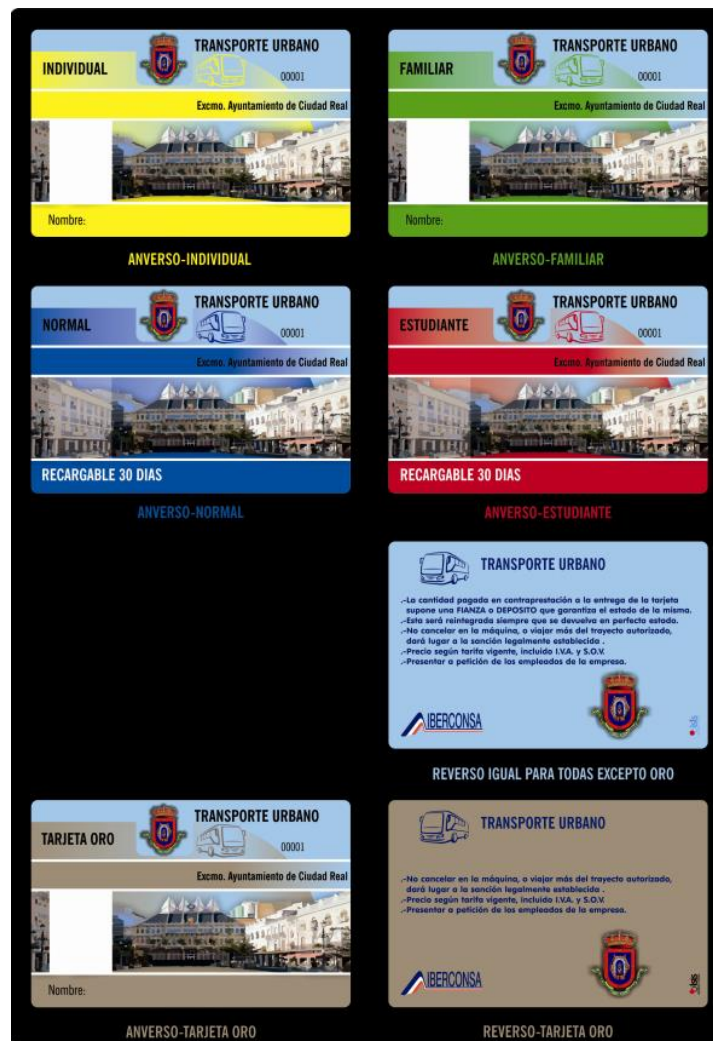 INDIVIDUAL
TRANSPORTE URBANO
00001
Excmo. Ayuntamiento de Ciudad Real
Nombre:
ANVERSO-INDIVIDUAL
FAMILIAR
TRANSPORTE URBANO
00001
Excmo. Ayuntamiento de Ciudad Real
Nombre:
ANVERSO-FAMILIAR
NORMAL
TRANSPORTE URBANO
00001
Excmo. Ayuntamiento de Ciudad Real
RECARGABLE 30 DIAS
ANVERSO-NORMAL
ESTUDIANTE
TRANSPORTE URBANO
00001
Excmo. Ayuntamiento de Ciudad Real
RECARGABLE 30 DIAS
ANVERSO-ESTUDIANTE
TRANSPORTE URBANO
.-La cantidad pagada en contraprestación a la entrega de la tarjeta
supone una FIANZA o DEPOSITO que garantiza el estado de la misma.
.-Esta será reintegrada siempre que se devuelva en perfecto estado.
.-No cancelar en la máquina, o viajar más del trayecto autorizado,
dará lugar a la sanción legalmente establecida .
.-Precio según tarifa vigente, incluido I.V.A. y S.O.V.
.-Presentar a petición de los empleados de la empresa.
IBERCONSA
REVERSO IGUAL PARA TODAS EXCEPTO ORO
TARJETA ORO
TRANSPORTE URBANO
00001
Excmo. Ayuntamiento de Ciudad Real
Nombre:
ANVERSO-TARJETA ORO
TRANSPORTE URBANO
.-No cancelar en la máquina, o viajar más del trayecto autorizado,
dará lugar a la sanción legalmente establecida .
.-Precio según tarifa vigente, incluido I.V.A. y S.O.V.
.-Presentar a petición de los empleados de la empresa.
IBERCONSA
REVERSO-TARJETA ORO